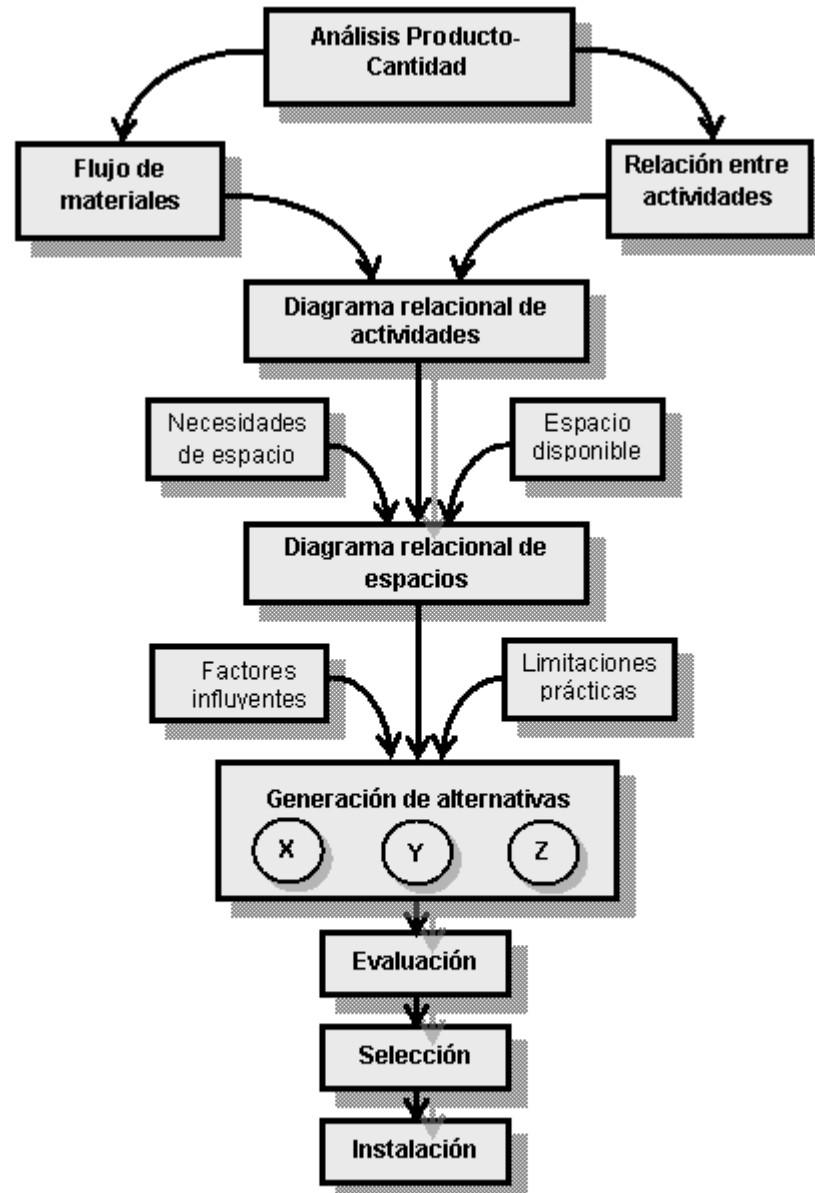 Análisis Producto-
Cantidad
Flujo de
materiales
Relación entre
actividades
Diagrama relacional de
actividades
Necesidades
de espacio
Espacio
disponible
Diagrama relacional de
espacios
Factores
influyentes
Limitaciones
prácticas
Generación de alternativas
X
Y
Z
Evaluación
Selección
Instalación